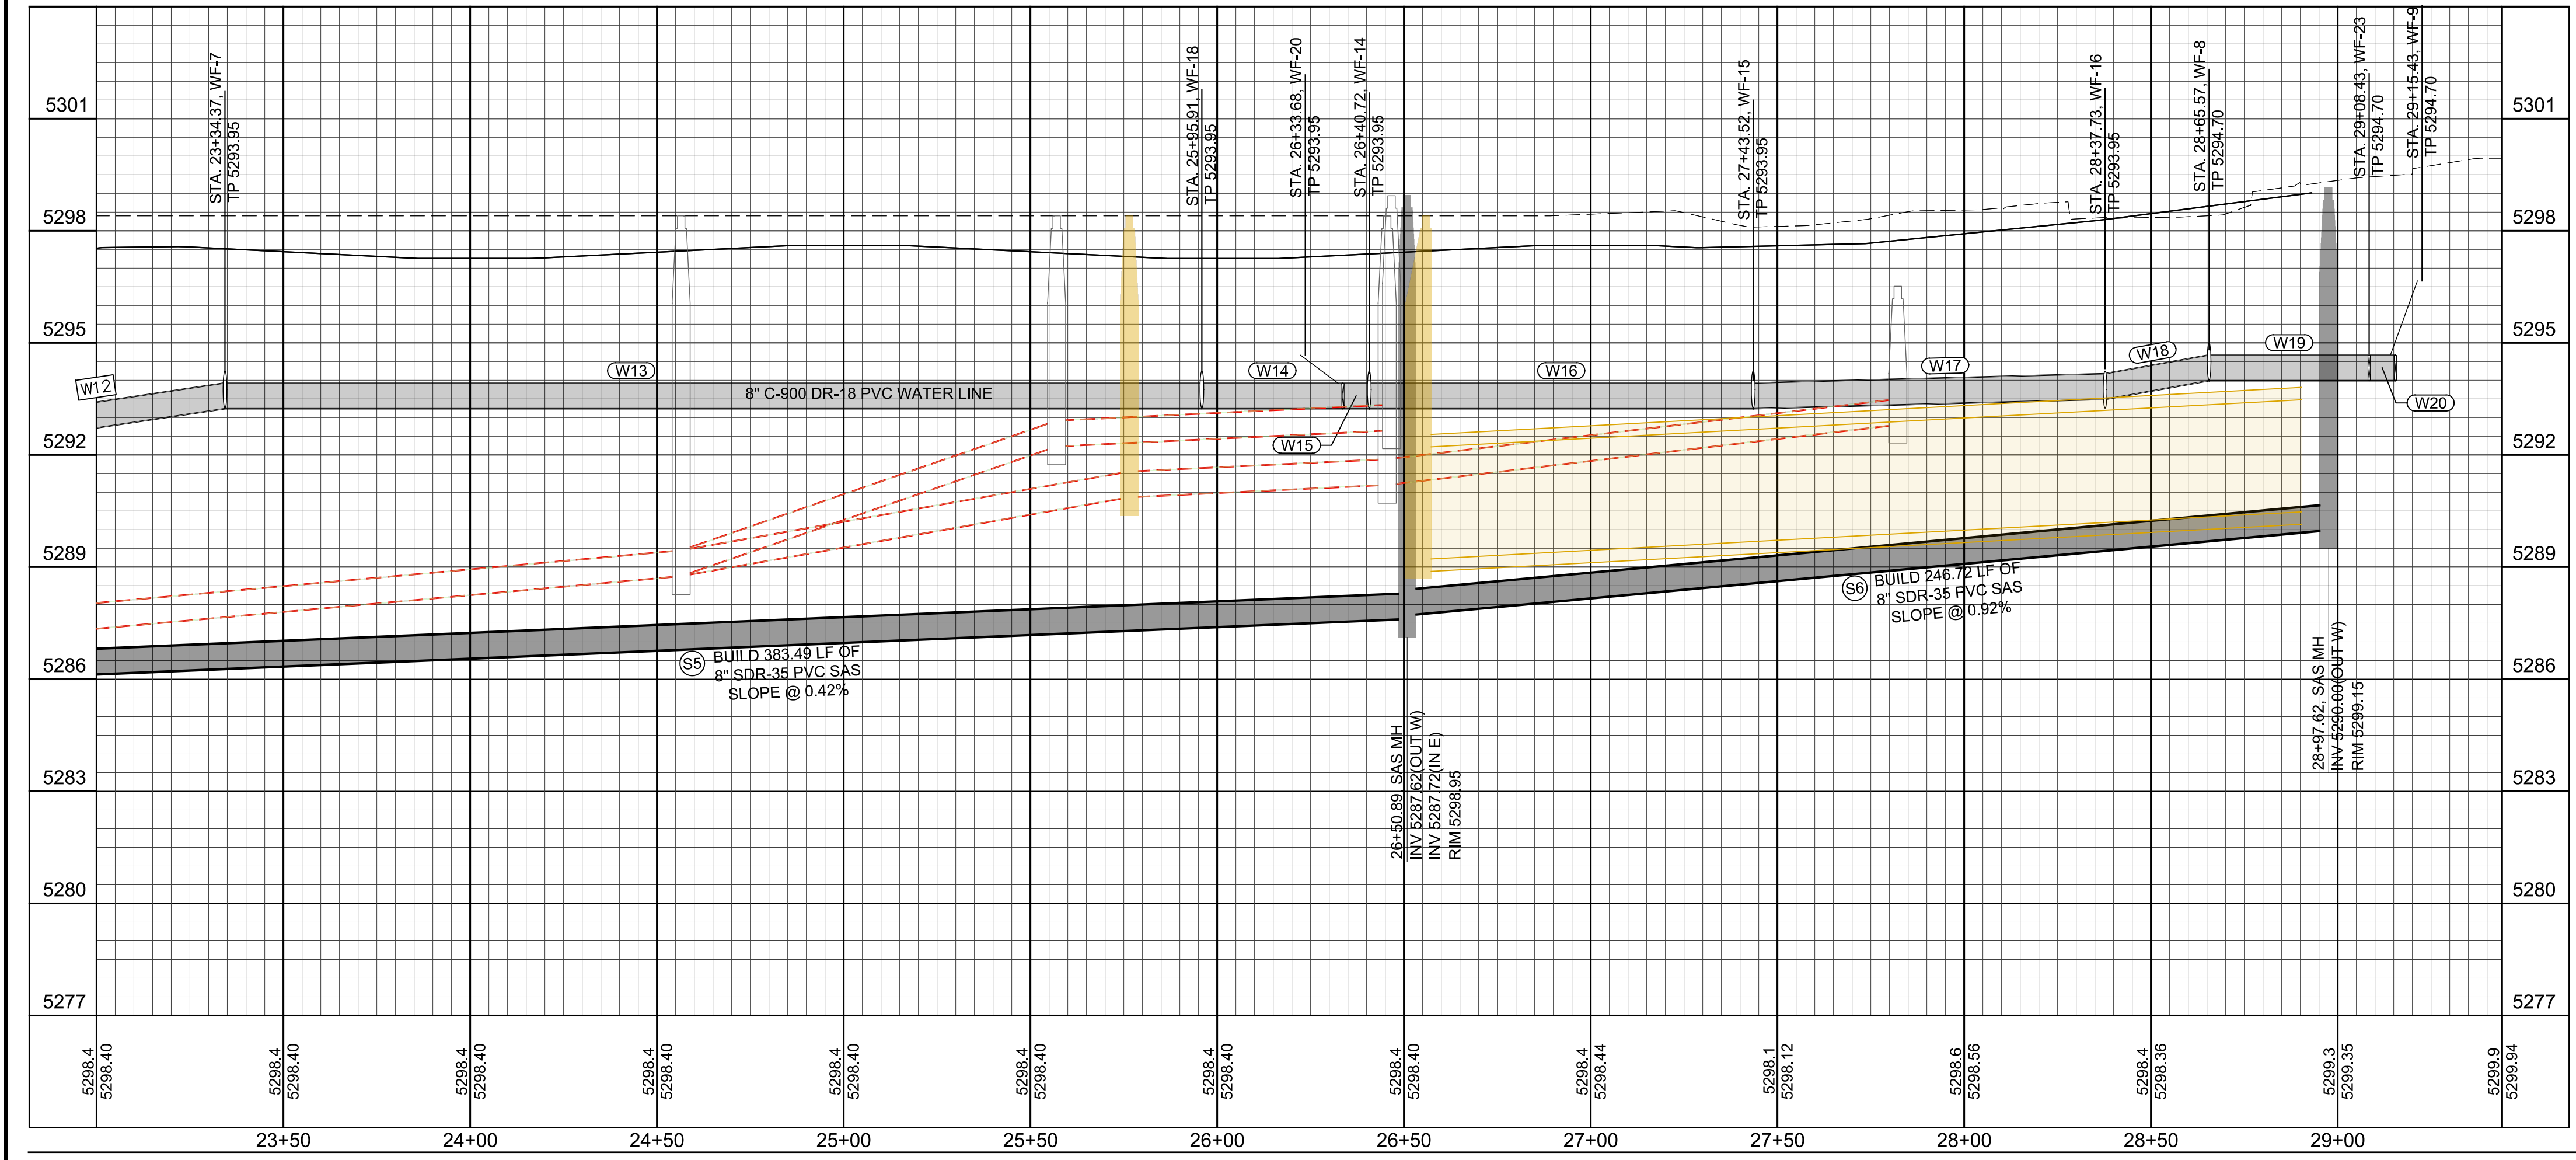 STA. 23+34.37, WF-7
TP 5293.95
STA. 25+95.91, WF-18
TP 5293.95
STA. 26+33.68, WF-20
TP 5293.95
STA. 26+40.72, WF-14
TP 5293.95
STA. 27+43.52, WF-15
TP 5293.95
STA. 28+37.73, WF-16
TP 5293.95
STA. 28+65.57, WF-8
TP 5294.70
STA. 29+08.43, WF-23
TP 5294.70
STA. 29+15.43, WF-9
TP 5294.70
5301 5301
5298 5298
5295 5295
W12
W13
8" C-900 DR-18 PVC WATER LINE
W14
W15
W16
W17
W18
W19
W20
5292 5292
5289 5289
5286 5286
S5 BUILD 383.49 LF OF
8" SDR-35 PVC SAS
SLOPE @ 0.42%
S6 BUILD 246.72 LF OF
8" SDR-35 PVC SAS
SLOPE @ 0.92%
26+50.89, SAS MH
INV 5287.62(OUT W)
INV 5287.72(IN E)
RIM 5298.95
28+97.62, SAS MH
INV 5290.00(OUT W)
RIM 5299.15
5283 5283
5280 5280
5277 5277
5298.4
5298.40
5298.4
5298.40
5298.4
5298.40
5298.4
5298.40
5298.4
5298.40
5298.4
5298.40
5298.4
5298.40
5298.4
5298.40
5298.4
5298.44
5298.1
5298.12
5298.6
5298.56
5298.4
5298.36
5299.3
5299.35
5299.9
5299.94
23+50 24+00 24+50 25+00 25+50 26+00 26+50 27+00 27+50 28+00 28+50 29+00